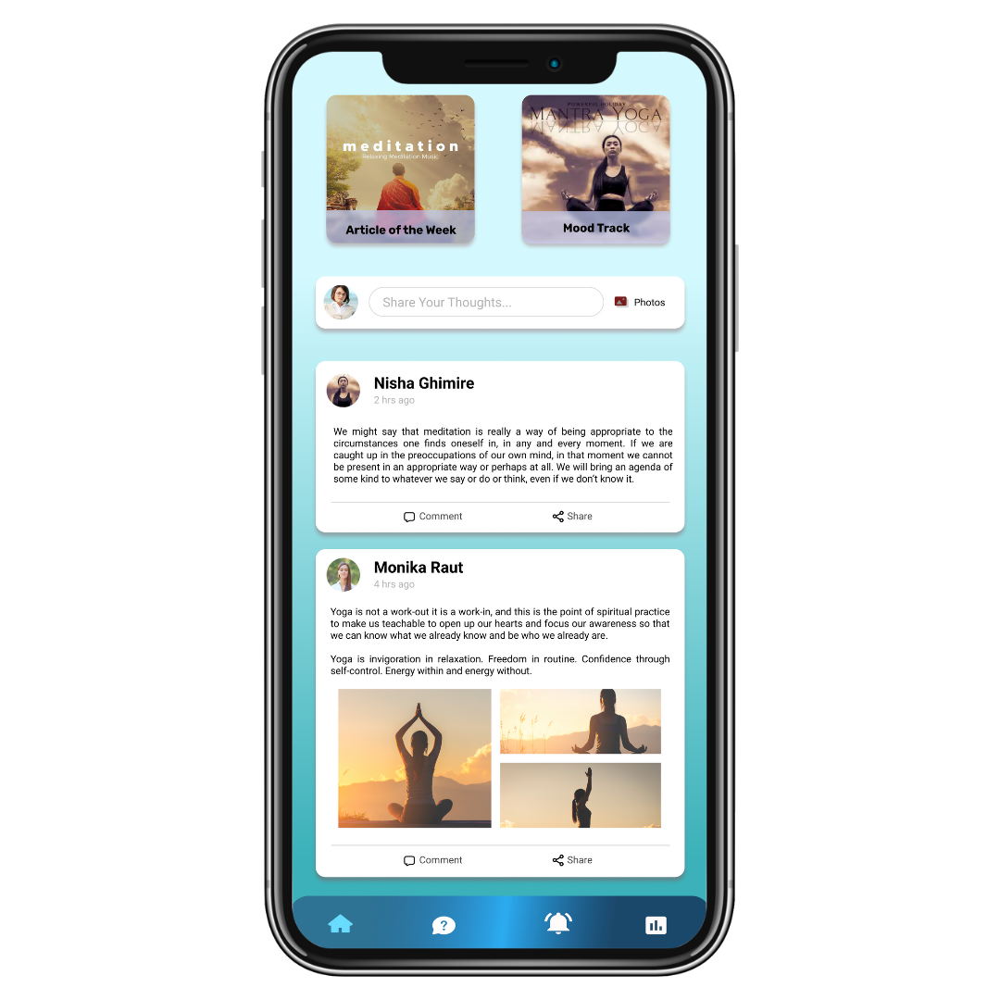 meditation
Relaxing Meditation Music
Article of the Week
POWERFUL HOLIDAY
MANTRA YOGA
Mood Track
Share Your Thoughts...
Photos
Nisha Ghimire
2 hrs ago
We might say that meditation is really a way of being appropriate to the
circumstances one finds oneself in, in any and every moment. If we are
caught up in the preoccupations of our own mind, in that moment we cannot
be present in an appropriate way or perhaps at all. We will bring an agenda of
some kind to whatever we say or do or think, even if we don’t know it.
Comment
Share
Monika Raut
4 hrs ago
Yoga is not a work-out it is a work-in, and this is the point of spiritual practice
to make us teachable to open up our hearts and focus our awareness so that
we can know what we already know and be who we already are.
Yoga is invigoration in relaxation. Freedom in routine. Confidence through
self-control. Energy within and energy without.
Comment
Share
?